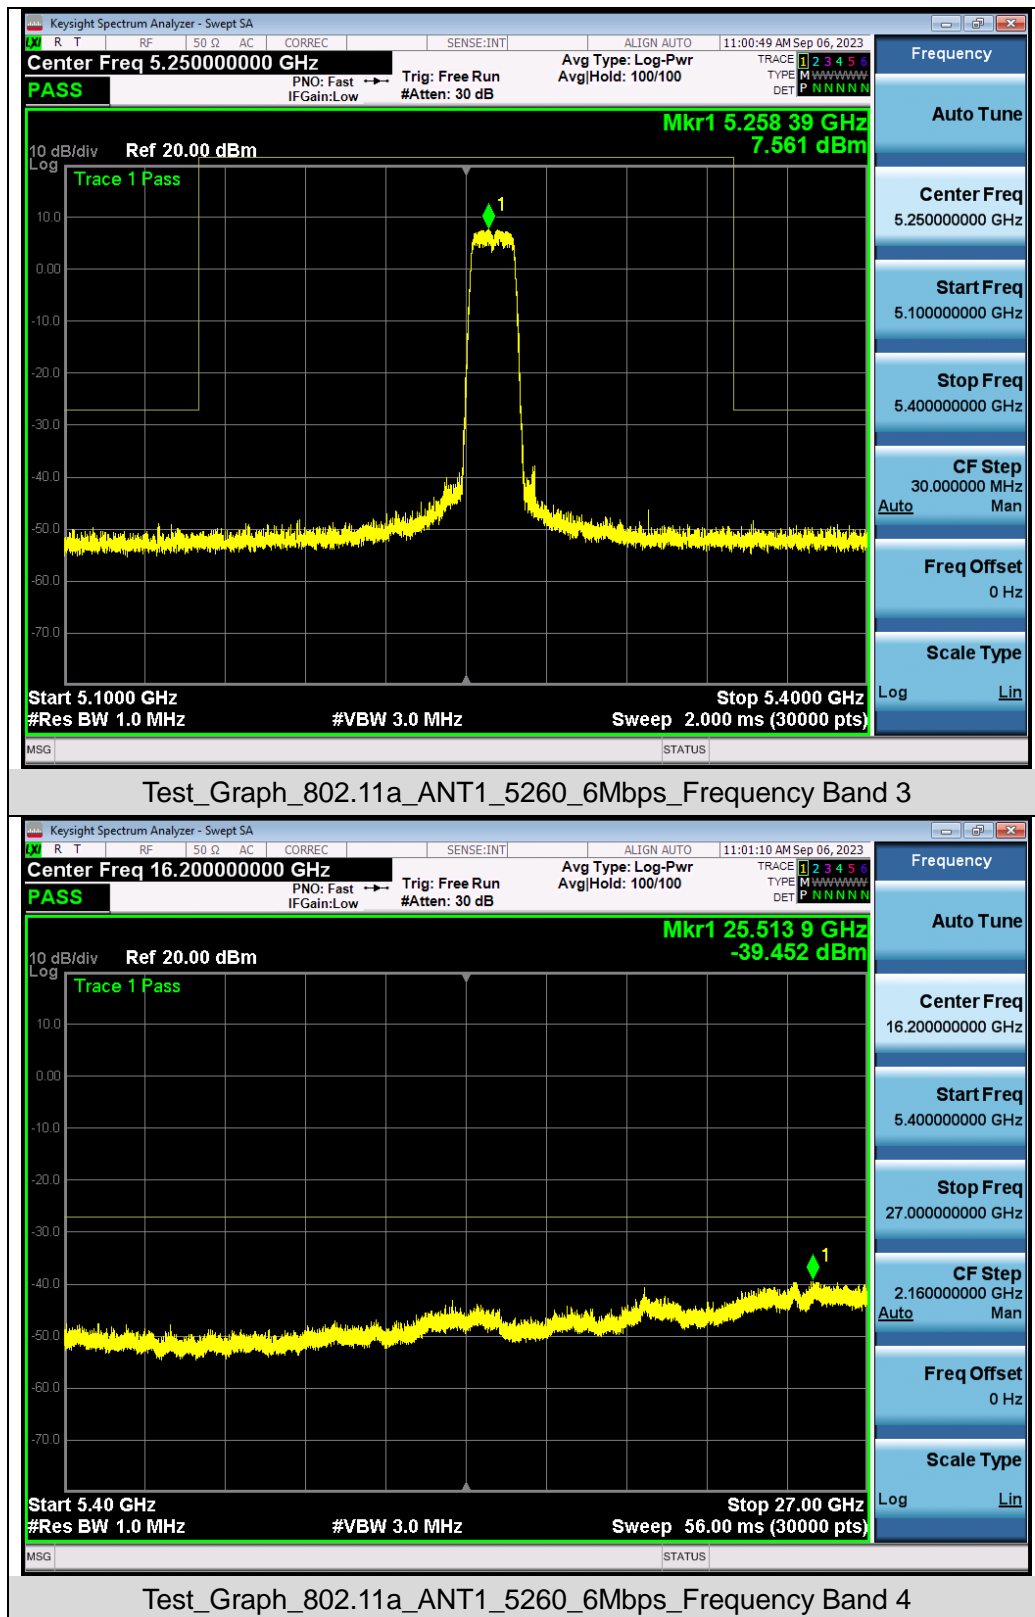 Keysight Spectrum Analyzer - Swept SA
LXI R T RF 50 Ω AC CORREC SENSE:INT ALIGN AUTO 11:00:49 AM Sep 06, 2023
Center Freq 5.250000000 GHz
PNO: Fast
IFGain:Low
Trig: Free Run
#Atten: 30 dB
Avg Type: Log-Pwr
Avg|Hold: 100/100
TRACE 1 2 3 4 5 6
TYPE M WWWWW
DET P N N N N N
PASS
Mkr1 5.258 39 GHz
7.561 dBm
10 dB/div Ref 20.00 dBm
Log
Trace 1 Pass
1
10.0
0.00
-10.0
-20.0
-30.0
-40.0
-50.0
-60.0
-70.0
Start 5.1000 GHz Stop 5.4000 GHz
#Res BW 1.0 MHz #VBW 3.0 MHz Sweep 2.000 ms (30000 pts)
MSG STATUS
Frequency
Auto Tune
Center Freq
5.250000000 GHz
Start Freq
5.100000000 GHz
Stop Freq
5.400000000 GHz
CF Step
30.000000 MHz
Auto Man
Freq Offset
0 Hz
Scale Type
Log Lin
Test_Graph_802.11a_ANT1_5260_6Mbps_Frequency Band 3
Keysight Spectrum Analyzer - Swept SA
LXI R T RF 50 Ω AC CORREC SENSE:INT ALIGN AUTO 11:01:10 AM Sep 06, 2023
Center Freq 16.200000000 GHz
PNO: Fast
IFGain:Low
Trig: Free Run
#Atten: 30 dB
Avg Type: Log-Pwr
Avg|Hold: 100/100
TRACE 1 2 3 4 5 6
TYPE M WWWWW
DET P N N N N N
PASS
Mkr1 25.513 9 GHz
-39.452 dBm
10 dB/div Ref 20.00 dBm
Log
Trace 1 Pass
1
10.0
0.00
-10.0
-20.0
-30.0
-40.0
-50.0
-60.0
-70.0
Start 5.40 GHz Stop 27.00 GHz
#Res BW 1.0 MHz #VBW 3.0 MHz Sweep 56.00 ms (30000 pts)
MSG STATUS
Frequency
Auto Tune
Center Freq
16.200000000 GHz
Start Freq
5.400000000 GHz
Stop Freq
27.000000000 GHz
CF Step
2.160000000 GHz
Auto Man
Freq Offset
0 Hz
Scale Type
Log Lin
Test_Graph_802.11a_ANT1_5260_6Mbps_Frequency Band 4